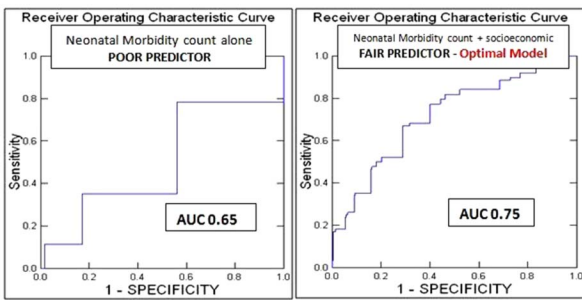 Receiver Operating Characteristic Curve
Neonatal Morbidity count alone
POOR PREDICTOR
1.0
0.8
0.6
0.4
0.2
0.0
Sensitivity
AUC 0.65
0.0
0.2
0.4
0.6
0.8
1.0
1 - SPECIFICITY
Receiver Operating Characteristic Curve
Neonatal Morbidity count + socioeconomic
FAIR PREDICTOR - Optimal Model
1.0
0.8
0.6
0.4
0.2
0.0
Sensitivity
AUC 0.75
0.0
0.2
0.4
0.6
0.8
1.0
1 - SPECIFICITY